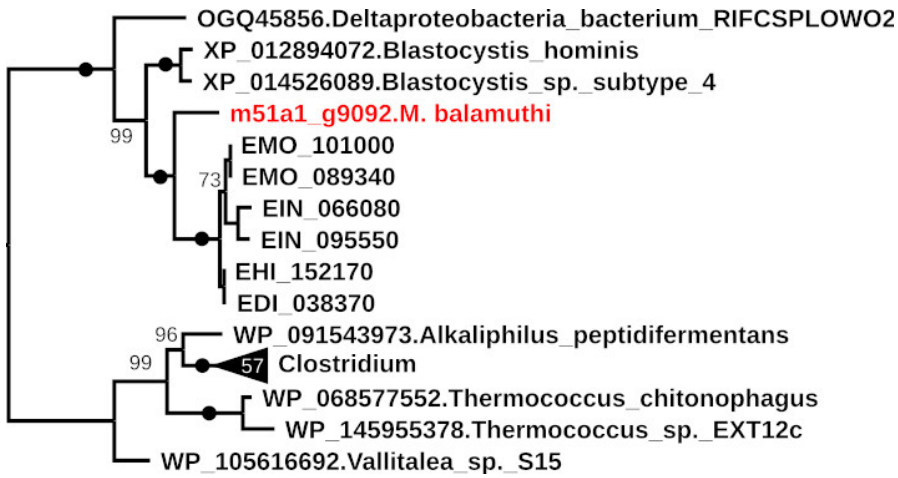 OGQ45856.Deltaproteobacteria_bacterium_RIFCSPLOWO2
XP_012894072.Blastocystis_hominis
XP_014526089.Blastocystis_sp._subtype_4
m51a1_g9092.M. balamuthi
99
EMO_101000
73
EMO_089340
EIN_066080
EIN_095550
EHI_152170
EDI_038370
96
WP_091543973.Alkaliphilus_peptidifermentans
99
57 Clostridium
WP_068577552.Thermococcus_chitonophagus
WP_145955378.Thermococcus_sp._EXT12c
WP_105616692.Vallitalea_sp._S15